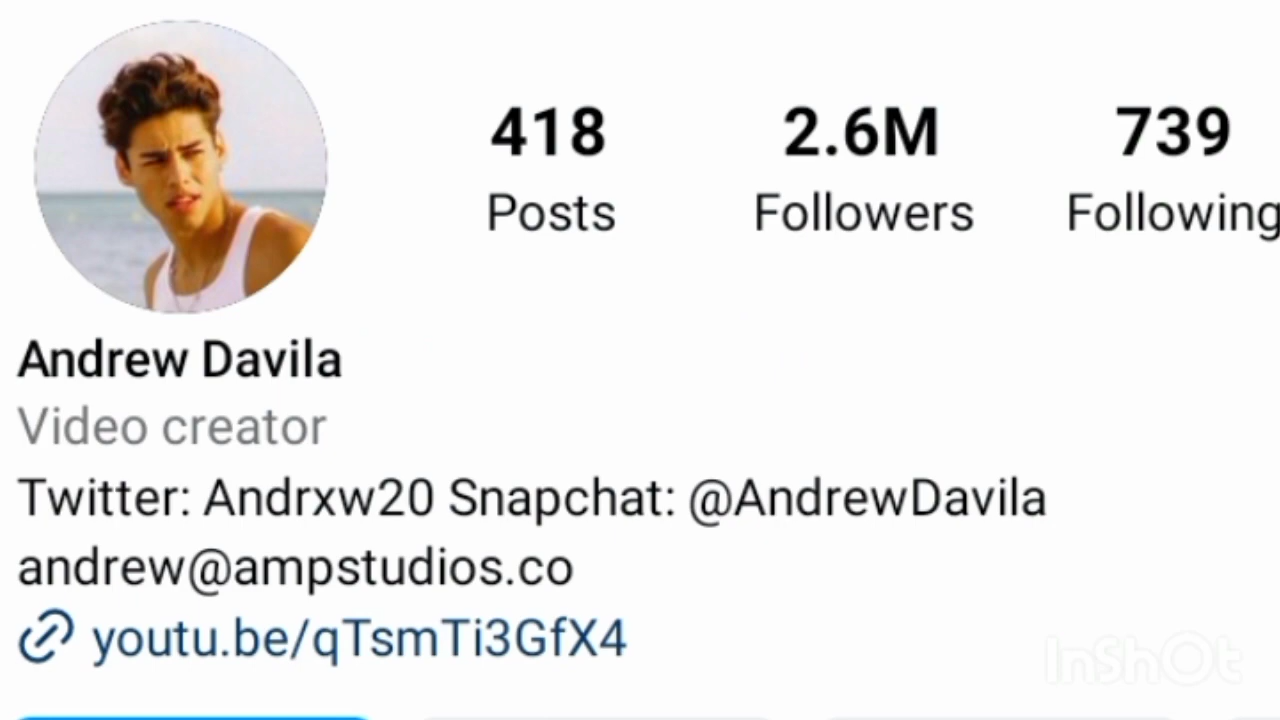 418 2.6M 739
Posts Followers Following
Andrew Davila
Video creator
Twitter: Andrxw20 Snapchat: @AndrewDavila
andrew@ampstudios.co
youtu.be/qTsmTi3GfX4
InShOt